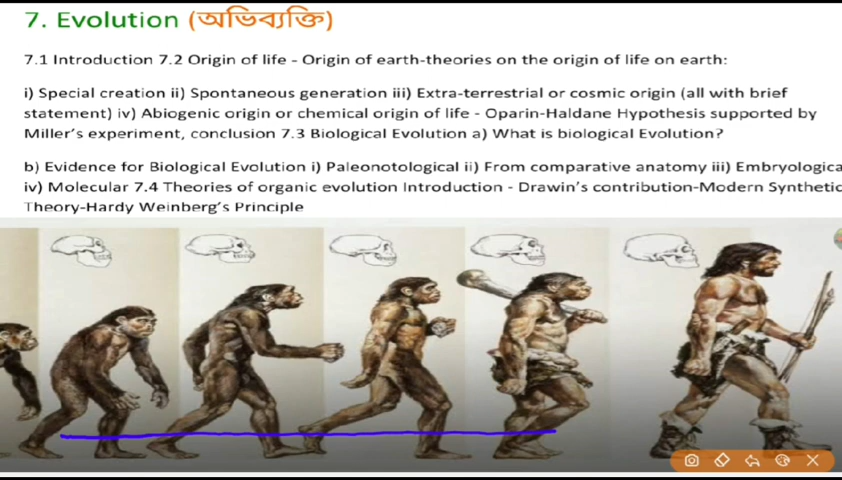 7. Evolution (অভিব্যক্তি)
7.1 Introduction 7.2 Origin of life - Origin of earth-theories on the origin of life on earth:
i) Special creation ii) Spontaneous generation iii) Extra-terrestrial or cosmic origin (all with brief
statement) iv) Abiogenic origin or chemical origin of life - Oparin-Haldane Hypothesis supported by
Miller's experiment, conclusion 7.3 Biological Evolution a) What is biological Evolution?
b) Evidence for Biological Evolution i) Paleonotological ii) From comparative anatomy iii) Embryologica
iv) Molecular 7.4 Theories of organic evolution Introduction - Drawin's contribution-Modern Synthetic
Theory-Hardy Weinberg's Principle